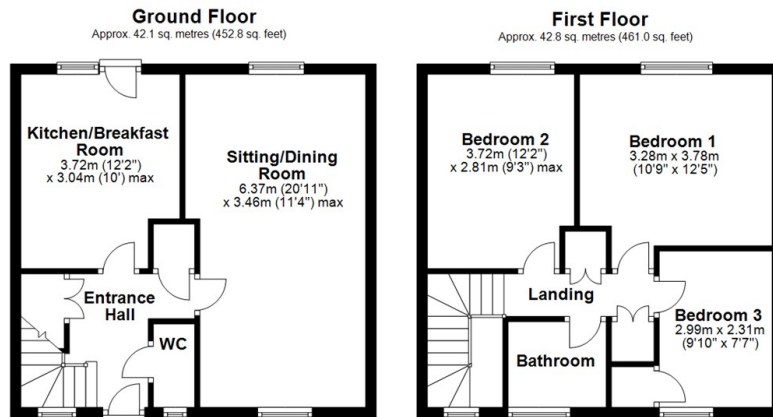 Ground Floor
Approx. 42.1 sq. metres (452.8 sq. feet)
Kitchen/Breakfast
Room
3.72m (12'2")
x 3.04m (10') max
Sitting/Dining
Room
6.37m (20'11")
x 3.46m (11'4") max
Entrance
Hall
WC
First Floor
Approx. 42.8 sq. metres (461.0 sq. feet)
Bedroom 2
3.72m (12'2")
x 2.81m (9'3") max
Bedroom 1
3.28m x 3.78m
(10'9" x 12'5")
Landing
Bedroom 3
2.99m x 2.31m
(9'10" x 7'7")
Bathroom